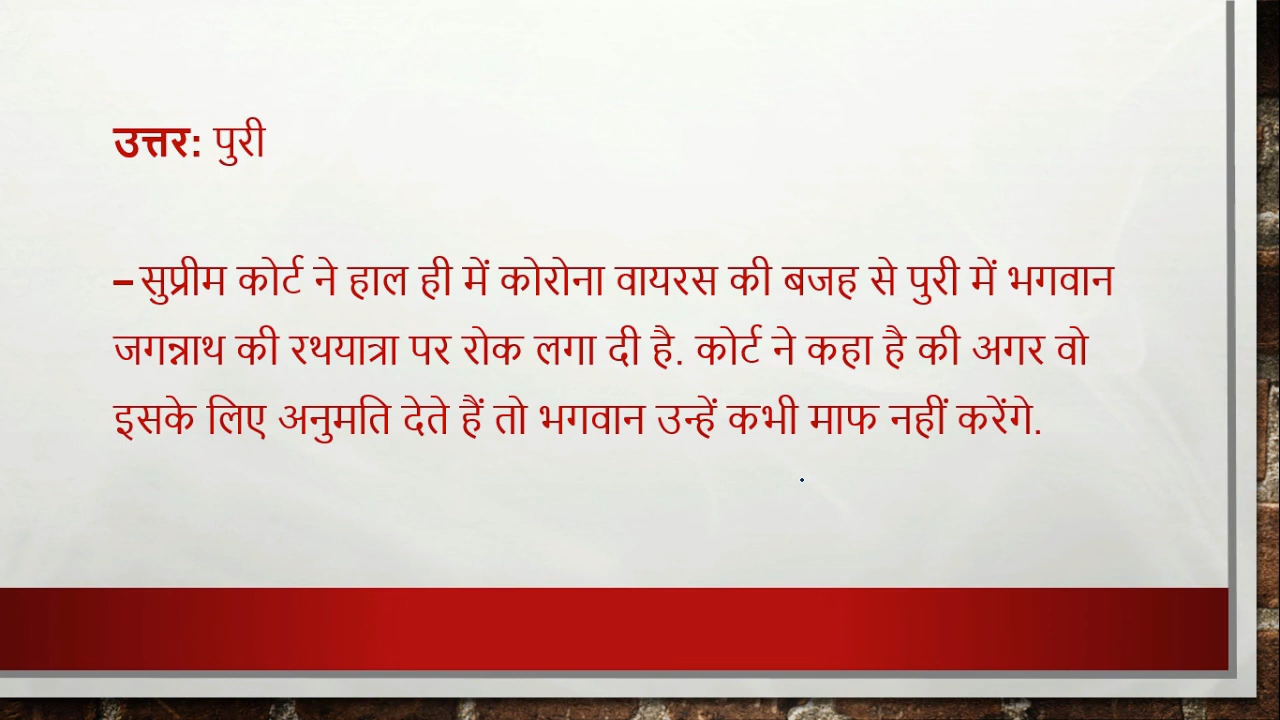 उत्तर: पुरी
– सुप्रीम कोर्ट ने हाल ही में कोरोना वायरस की बजह से पुरी में भगवान
जगन्नाथ की रथयात्रा पर रोक लगा दी है. कोर्ट ने कहा है की अगर वो
इसके लिए अनुमति देते हैं तो भगवान उन्हें कभी माफ नहीं करेंगे.